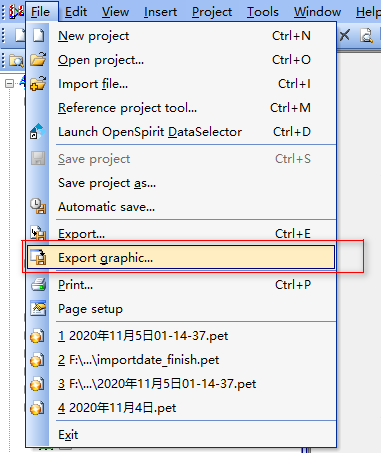 File Edit View Insert Project Tools Window Help
New project Ctrl+N
Open project... Ctrl+O
Import file... Ctrl+I
Reference project tool... Ctrl+M
Launch OpenSpirit DataSelector Ctrl+D
Save project Ctrl+S
Save project as...
Automatic save...
Export... Ctrl+E
Export graphic...
Print... Ctrl+P
Page setup
1 2020年11月5日01-14-37.pet
2 F:\...\importdate_finish.pet
3 F:\...\2020年11月5日01-14-37.pet
4 2020年11月4日.pet
Exit